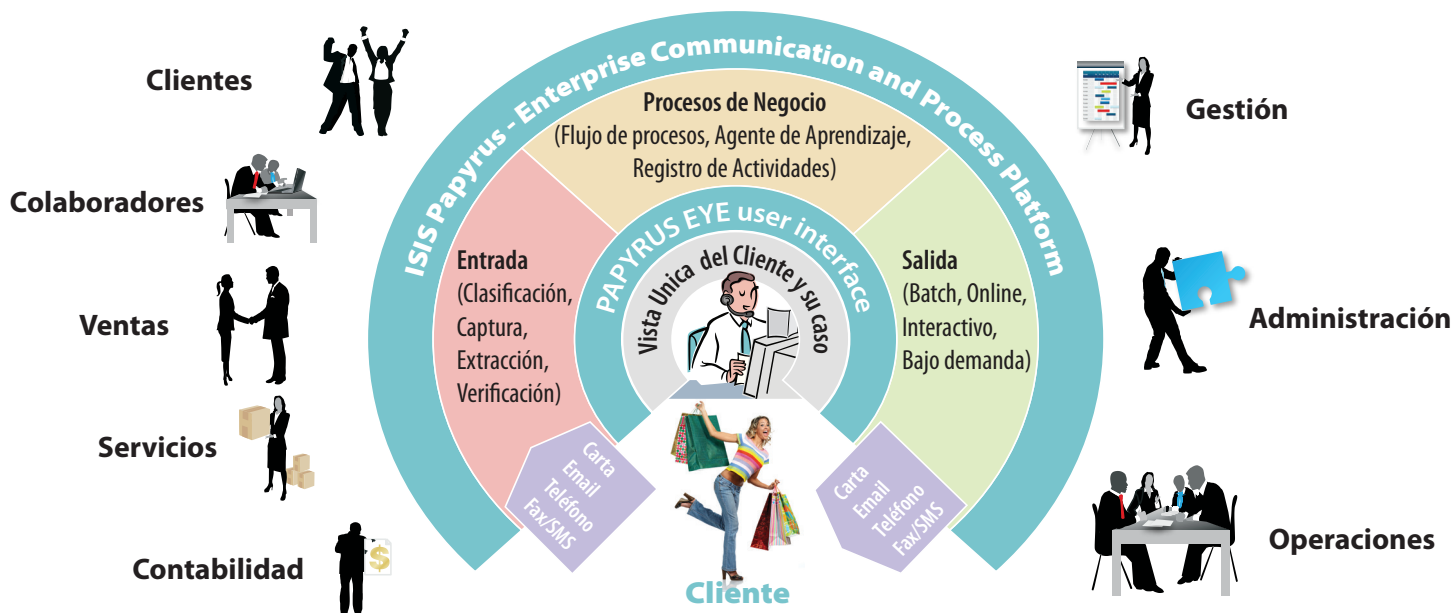 Clientes
Colaboradores
Ventas
Servicios
Contabilidad
ISIS Papyrus - Enterprise Communication and Process Platform
Procesos de Negocio
(Flujo de procesos, Agente de Aprendizaje,
Registro de Actividades)
PAPYRUS EYE user interface
Vista Unica del Cliente y su caso
Entrada
(Clasificación,
Captura,
Extracción,
Verificación)
Salida
(Batch, Online,
Interactivo,
Bajo demanda)
Carta
Email
Teléfono
Fax/SMS
Carta
Email
Teléfono
Fax/SMS
Cliente
Gestión
Administración
Operaciones
$